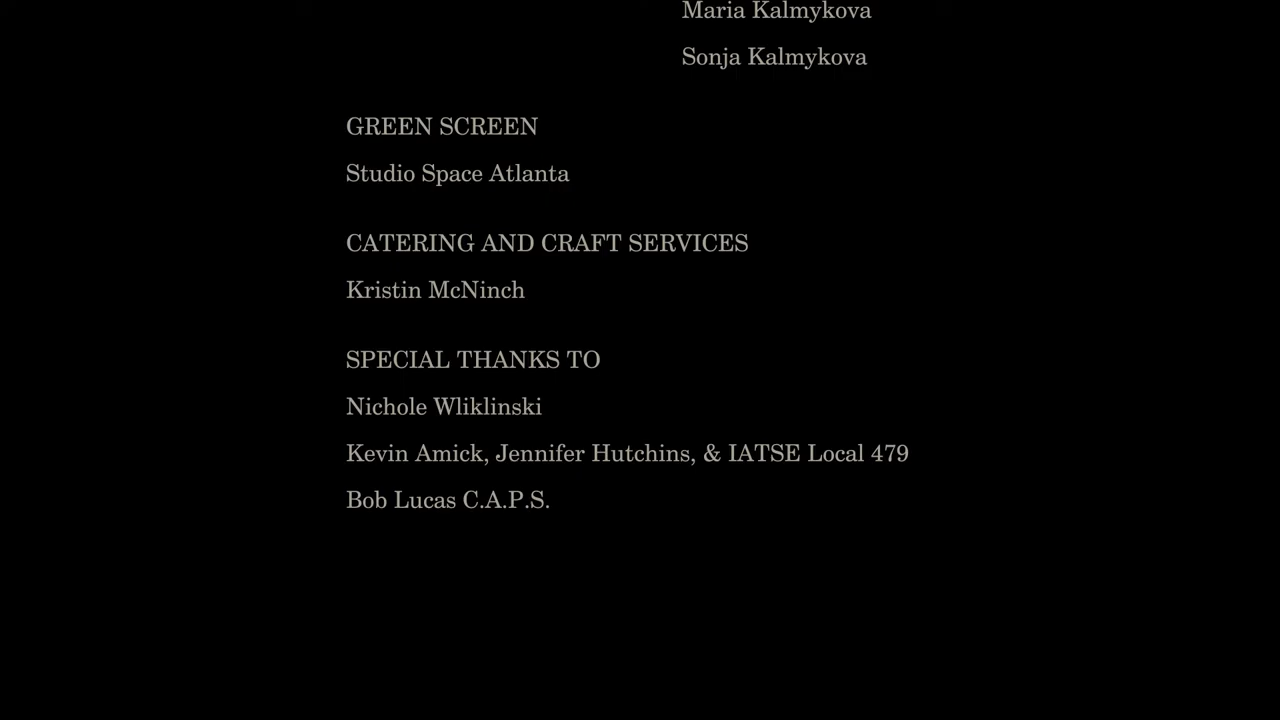 Maria Kalmykova
Sonja Kalmykova
GREEN SCREEN
Studio Space Atlanta
CATERING AND CRAFT SERVICES
Kristin McNinch
SPECIAL THANKS TO
Nichole Wliklinski
Kevin Amick, Jennifer Hutchins, & IATSE Local 479
Bob Lucas C.A.P.S.